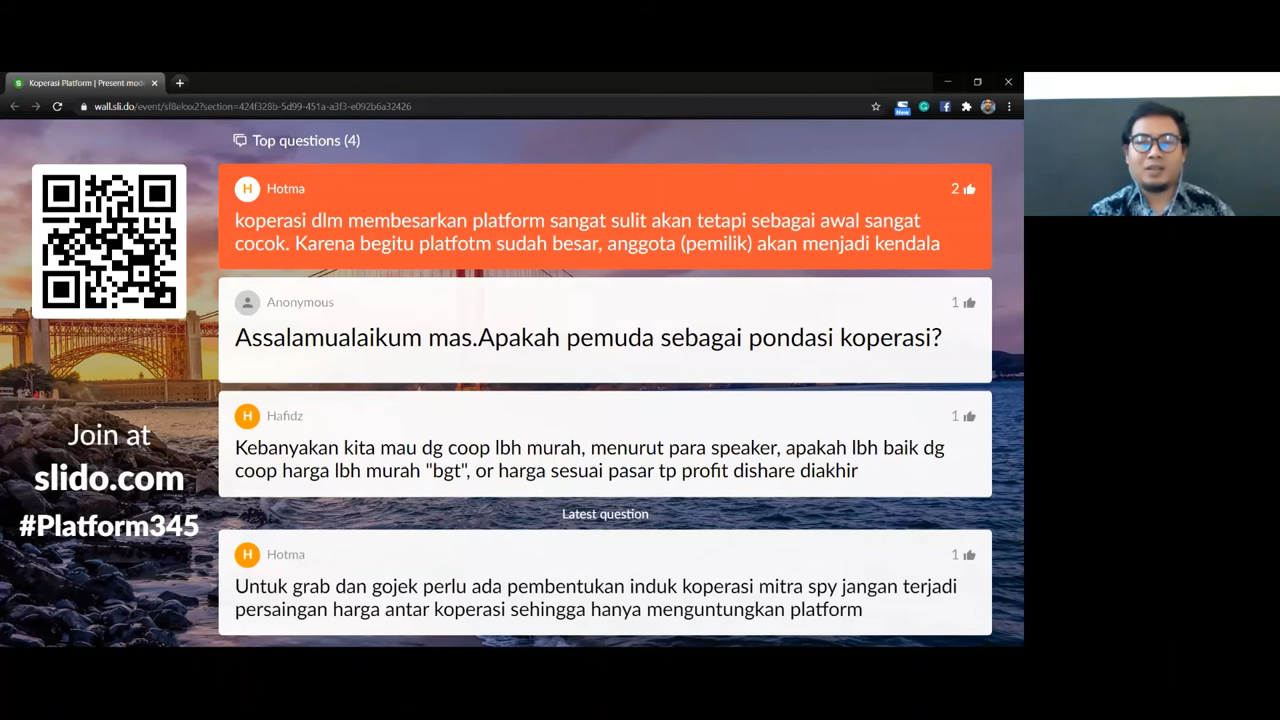 Koperasi Platform | Present mod
wall.sli.do/event/sf8elxx2?section=424f328b-5d99-451a-a3f3-e092b6a32426
New
Top questions (4)
H Hotma 2
koperasi dlm membesarkan platform sangat sulit akan tetapi sebagai awal sangat
cocok. Karena begitu platfotm sudah besar, anggota (pemilik) akan menjadi kendala
Anonymous 1
Assalamualaikum mas.Apakah pemuda sebagai pondasi koperasi?
H Hafidz 1
Kebanyakan kita mau dg coop lbh murah, menurut para speaker, apakah lbh baik dg
coop harga lbh murah "bgt", or harga sesuai pasar tp profit dishare diakhir
Latest question
H Hotma 1
Untuk grab dan gojek perlu ada pembentukan induk koperasi mitra spy jangan terjadi
persaingan harga antar koperasi sehingga hanya menguntungkan platform
Join at
slido.com
#Platform345